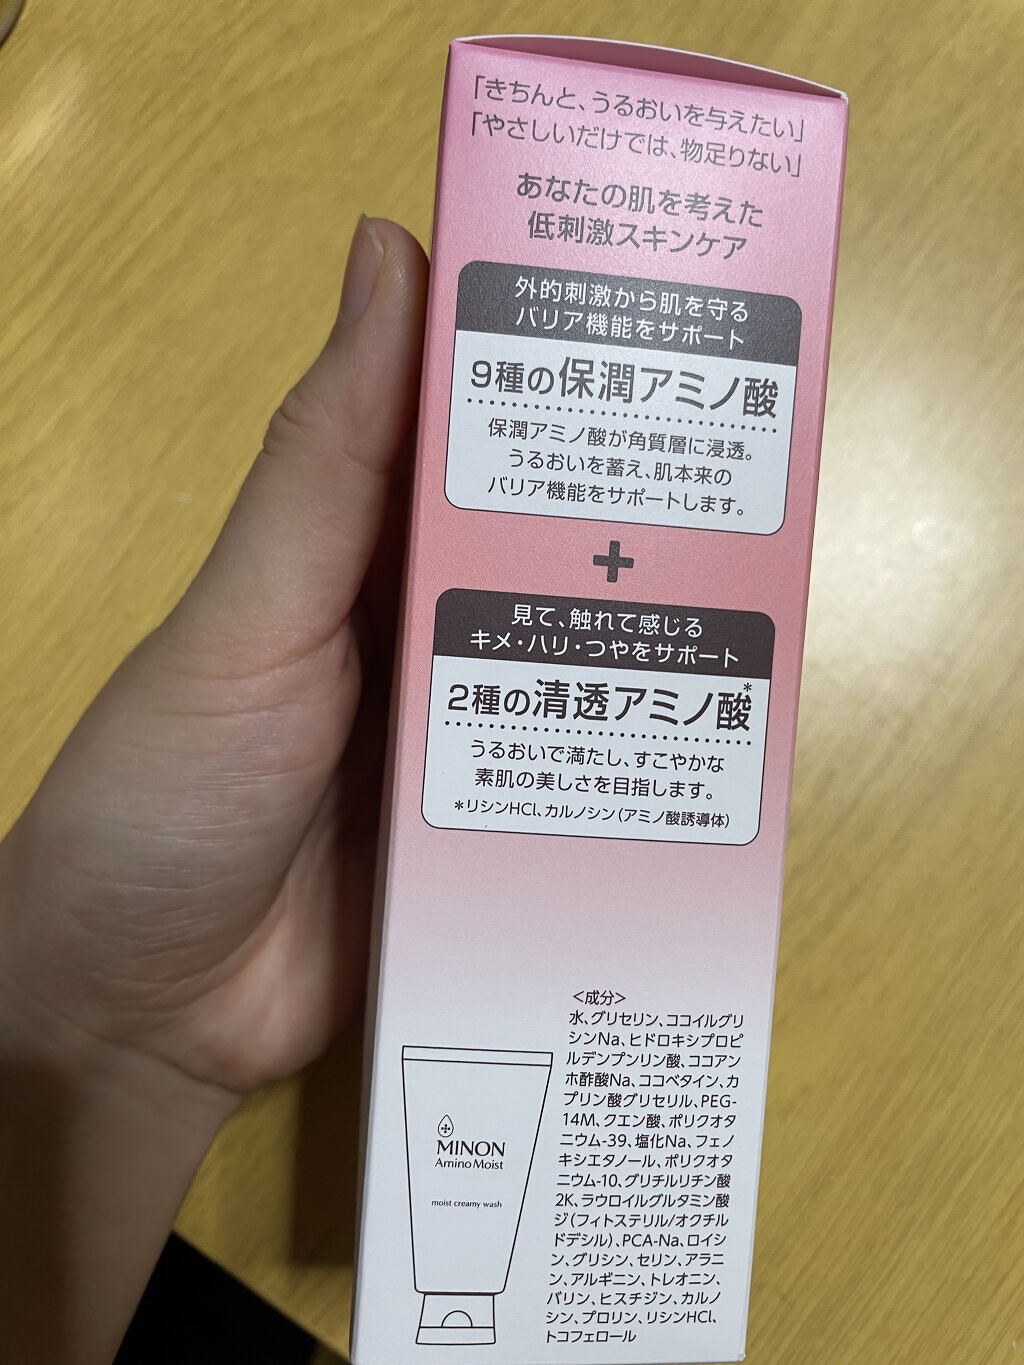 「きちんと、うるおいを与えたい」
「やさしいだけでは、物足りない」
あなたの肌を考えた
低刺激スキンケア
外的刺激から肌を守る
バリア機能をサポート
9種の保潤アミノ酸
保潤アミノ酸が角質層に浸透。
うるおいを蓄え、肌本来の
バリア機能をサポートします。
+
見て、触れて感じる
キメ・ハリ・つやをサポート
2種の清透アミノ酸*
うるおいで満たし、すこやかな
素肌の美しさを目指します。
*リシンHCl、カルノシン(アミノ酸誘導体)
<成分>
水、グリセリン、ココイルグリ
シンNa、ヒドロキシプロピ
ルデンプンリン酸、ココアン
ホ酢酸Na、ココベタイン、カ
プリン酸グリセリル、PEG-
14M、クエン酸、ポリクオタ
ニウム-39、塩化Na、フェノ
キシエタノール、ポリクオタ
ニウム-10、グリチルリチン酸
2K、ラウロイルグルタミン酸
ジ(フィトステリル/オクチル
ドデシル)、PCA-Na、ロイシ
ン、グリシン、セリン、アラニ
ン、アルギニン、トレオニン、
バリン、ヒスチジン、カルノ
シン、プロリン、リシンHCl、
トコフェロール
MINON
Amino Moist
moist creamy wash